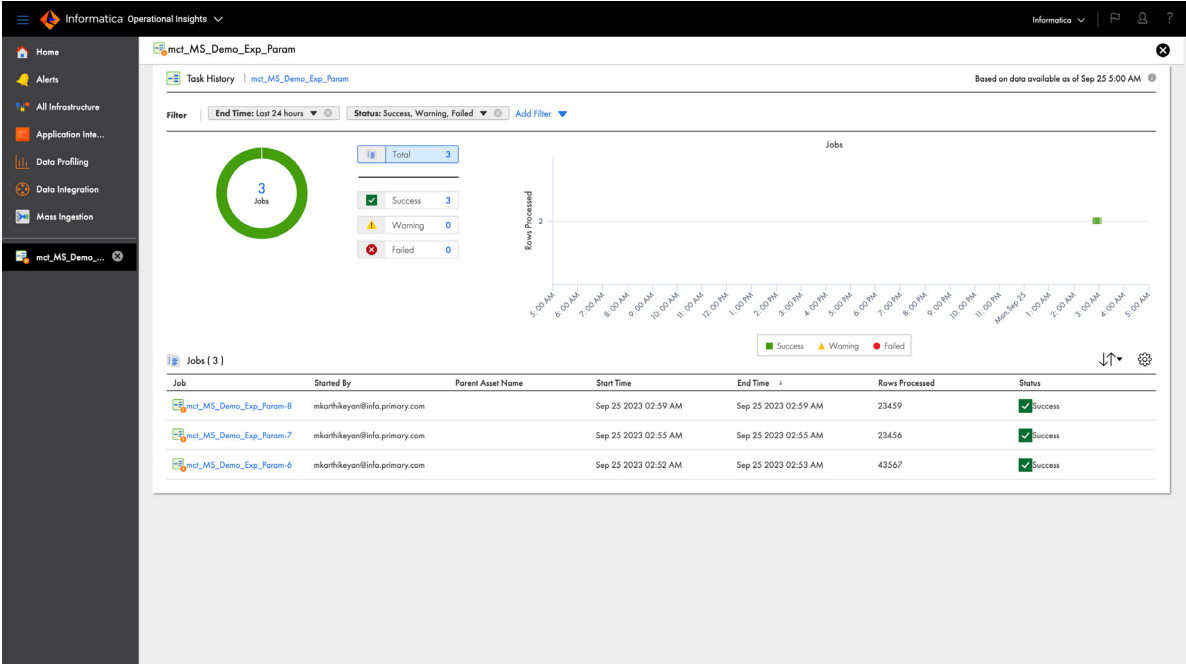 Informatica Operational Insights
Informatica
?
Home
Alerts
All Infrastructure
Application Inte...
Data Profiling
Data Integration
Mass Ingestion
mct_MS_Demo_...
mct_MS_Demo_Exp_Param
Task History | mct_MS_Demo_Exp_Param
Based on data available as of Sep 25 5:00 AM
Filter
End Time: Last 24 hours
Status: Success, Warning, Failed
Add Filter
3
Jobs
Total 3
Success 3
Warning 0
Failed 0
Jobs
Rows Processed
2
5:00 AM 6:00 AM 7:00 AM 8:00 AM 9:00 AM 10:00 AM 11:00 AM 12:00 PM 1:00 PM 2:00 PM 3:00 PM 4:00 PM 5:00 PM 6:00 PM 7:00 PM 8:00 PM 9:00 PM 10:00 PM 11:00 PM Mon, Sep 25 1:00 AM 2:00 AM 3:00 AM 4:00 AM 5:00 AM
Success Warning Failed
Jobs ( 3 )
Job Started By Parent Asset Name Start Time End Time Rows Processed Status
mct_MS_Demo_Exp_Param-8 mkarthikeyan@infa.primary.com Sep 25 2023 02:59 AM Sep 25 2023 02:59 AM 23459 Success
mct_MS_Demo_Exp_Param-7 mkarthikeyan@infa.primary.com Sep 25 2023 02:55 AM Sep 25 2023 02:55 AM 23456 Success
mct_MS_Demo_Exp_Param-6 mkarthikeyan@infa.primary.com Sep 25 2023 02:52 AM Sep 25 2023 02:53 AM 43567 Success